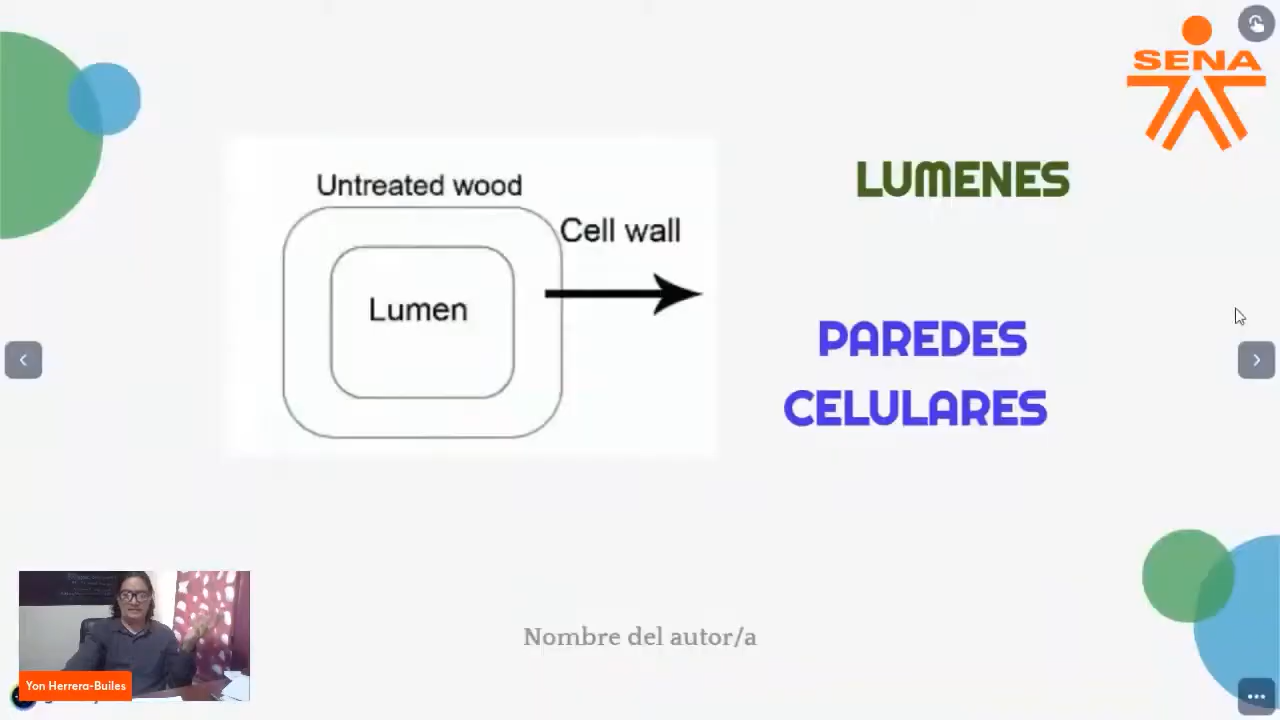 SENA
Untreated wood
Cell wall
Lumen
LUMENES
PAREDES
CELULARES
Nombre del autor/a
Yon Herrera-Builes